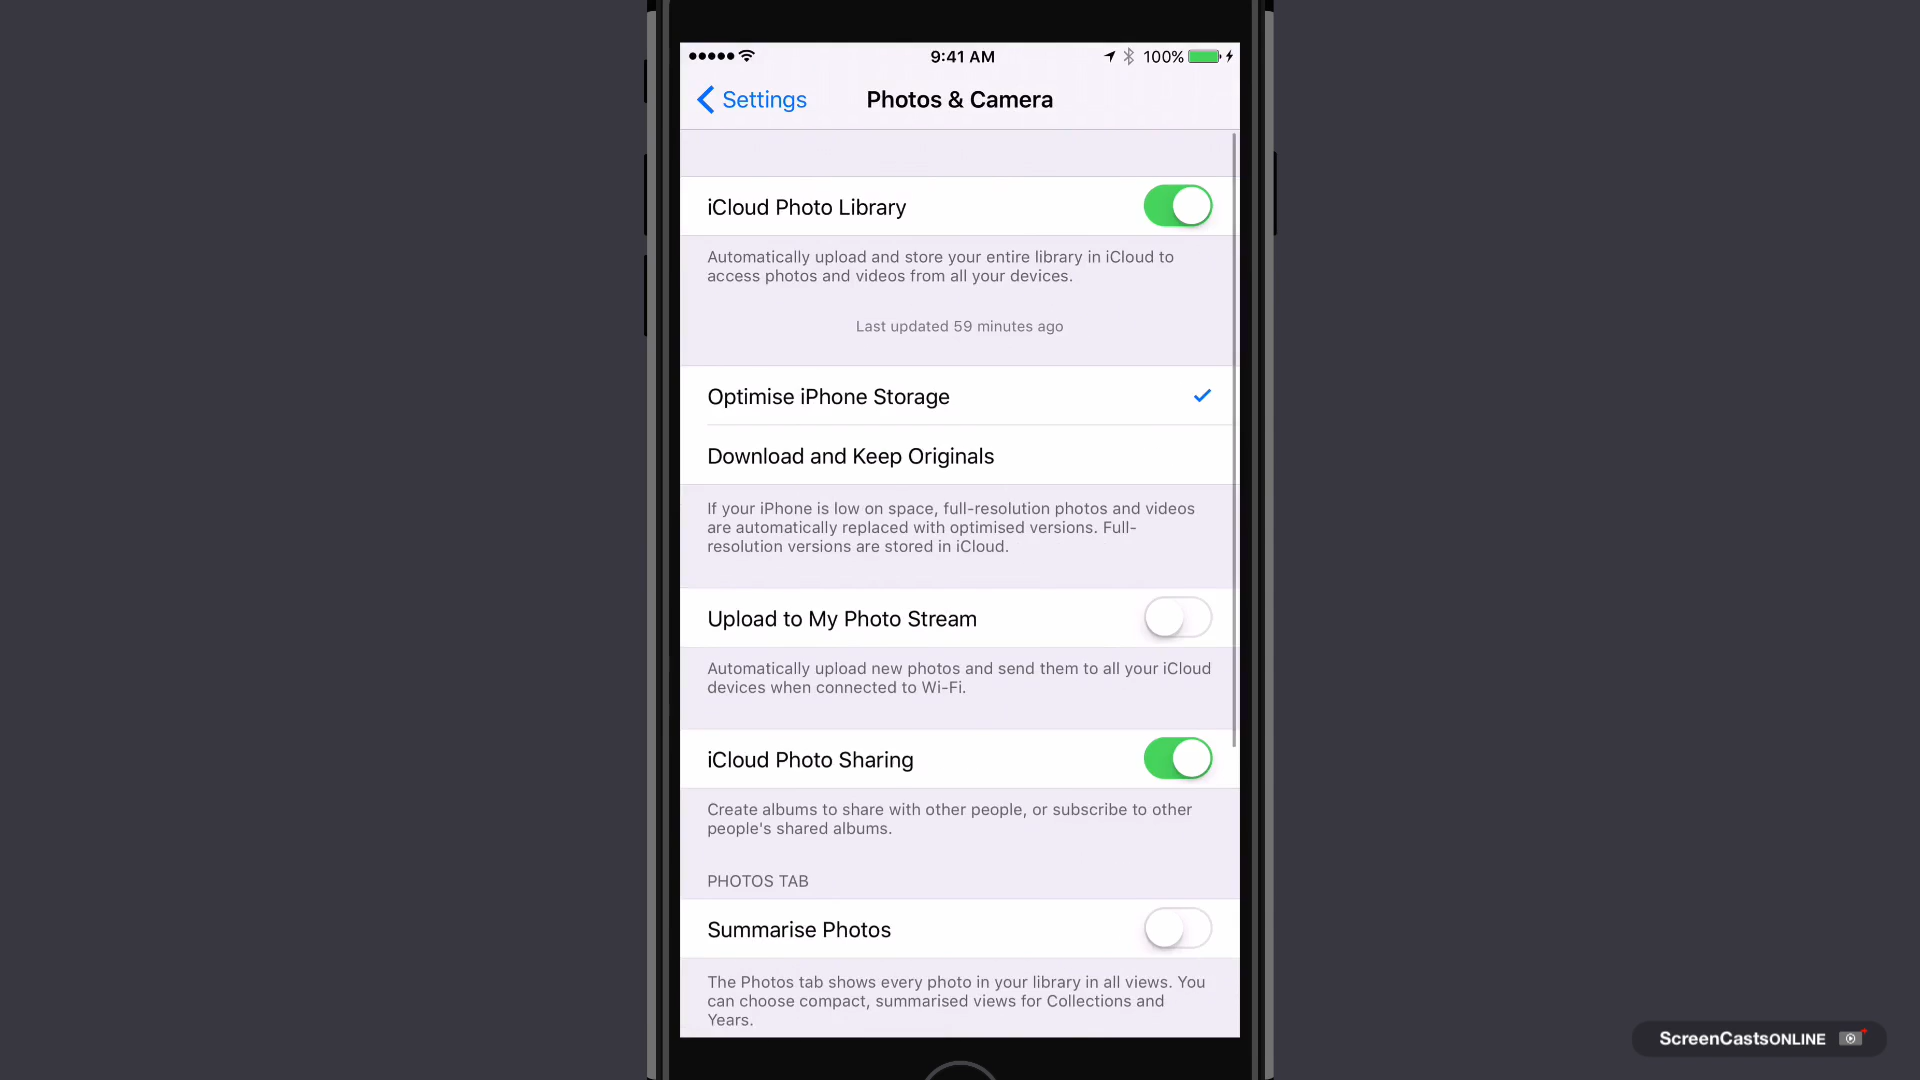 9:41 AM
100%
Settings
Photos & Camera
iCloud Photo Library
Automatically upload and store your entire library in iCloud to
access photos and videos from all your devices.
Last updated 59 minutes ago
Optimise iPhone Storage
Download and Keep Originals
If your iPhone is low on space, full-resolution photos and videos
are automatically replaced with optimised versions. Full-
resolution versions are stored in iCloud.
Upload to My Photo Stream
Automatically upload new photos and send them to all your iCloud
devices when connected to Wi-Fi.
iCloud Photo Sharing
Create albums to share with other people, or subscribe to other
people's shared albums.
PHOTOS TAB
Summarise Photos
The Photos tab shows every photo in your library in all views. You
can choose compact, summarised views for Collections and
Years.
ScreenCastsONLINE